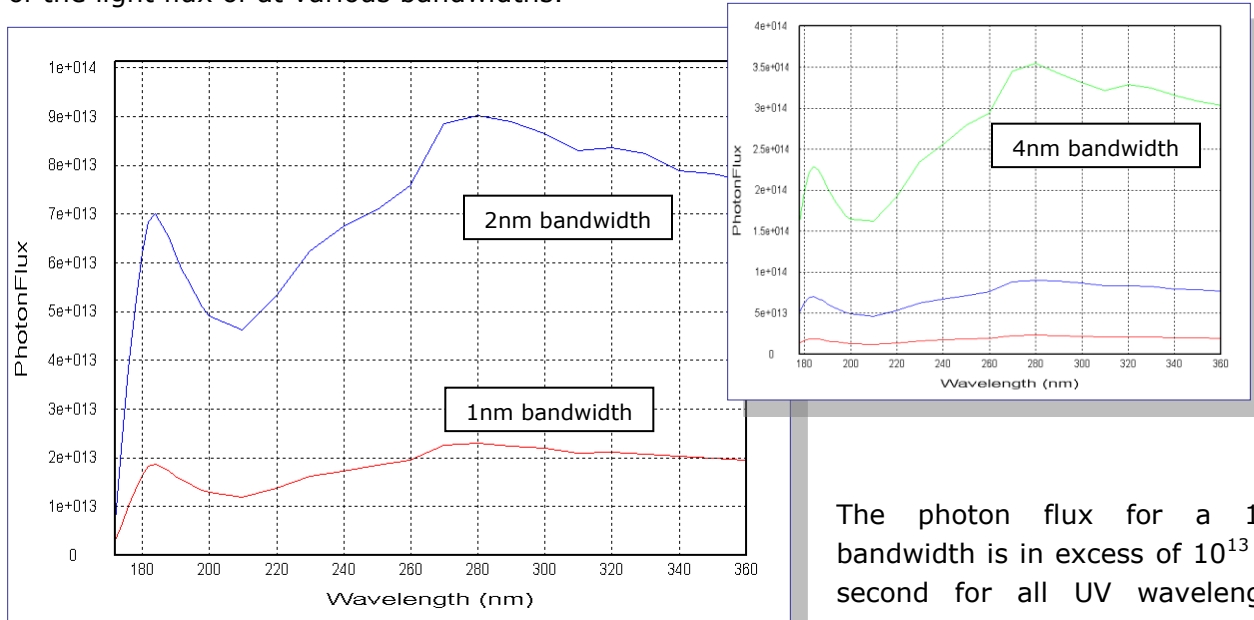 of the light flux of at various bandwidths.
1e+014
9e+013
8e+013
7e+013
6e+013
5e+013
4e+013
3e+013
2e+013
1e+013
0
PhotonFlux
2nm bandwidth
1nm bandwidth
180 200 220 240 260 280 300 320 340 360
Wavelength (nm)
4e+014
3.5e+014
3e+014
2.5e+014
2e+014
1.5e+014
1e+014
5e+013
0
PhotonFlux
4nm bandwidth
180 200 220 240 260 280 300 320 340 360
Wavelength (nm)
The photon flux for a 1
bandwidth is in excess of 10¹³
second for all UV waveleng